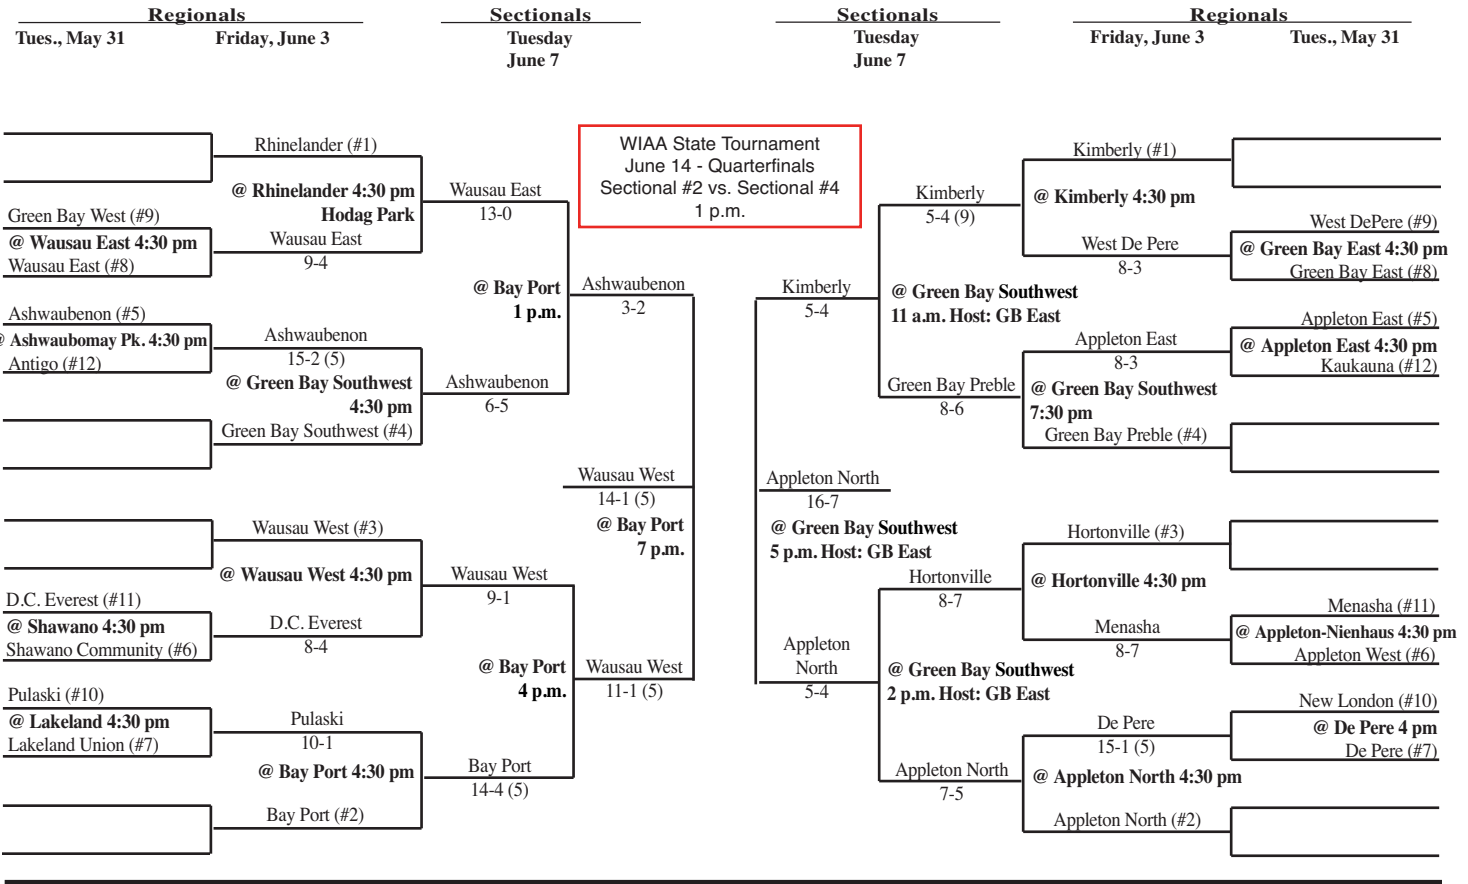 Regionals
Sectionals
Sectionals
Regionals
Tues., May 31
Friday, June 3
Tuesday
June 7
Tuesday
June 7
Friday, June 3
Tues., May 31
WIAA State Tournament
June 14 - Quarterfinals
Sectional #2 vs. Sectional #4
1 p.m.
Green Bay West (#9)
@ Wausau East 4:30 pm
Wausau East (#8)
Ashwaubenon (#5)
@ Ashwaubomay Pk. 4:30 pm
Antigo (#12)
D.C. Everest (#11)
@ Shawano 4:30 pm
Shawano Community (#6)
Pulaski (#10)
@ Lakeland 4:30 pm
Lakeland Union (#7)
Rhinelander (#1)
@ Rhinelander 4:30 pm
Hodag Park
Wausau East
9-4
Ashwaubenon
15-2 (5)
@ Green Bay Southwest
4:30 pm
Green Bay Southwest (#4)
Wausau West (#3)
@ Wausau West 4:30 pm
D.C. Everest
8-4
Pulaski
10-1
@ Bay Port 4:30 pm
Bay Port (#2)
Wausau East
13-0
@ Bay Port
1 p.m.
Ashwaubenon
6-5
Wausau West
9-1
@ Bay Port
4 p.m.
Bay Port
14-4 (5)
Ashwaubenon
3-2
Wausau West
14-1 (5)
@ Bay Port
7 p.m.
Wausau West
11-1 (5)
Kimberly
5-4
Appleton North
16-7
@ Green Bay Southwest
5 p.m. Host: GB East
Appleton
North
5-4
Kimberly
5-4 (9)
@ Green Bay Southwest
11 a.m. Host: GB East
Green Bay Preble
8-6
Hortonville
8-7
@ Green Bay Southwest
2 p.m. Host: GB East
Appleton North
7-5
Kimberly (#1)
@ Kimberly 4:30 pm
West De Pere
8-3
Appleton East
8-3
@ Green Bay Southwest
7:30 pm
Green Bay Preble (#4)
Hortonville (#3)
@ Hortonville 4:30 pm
Menasha
8-7
De Pere
15-1 (5)
@ Appleton North 4:30 pm
Appleton North (#2)
West DePere (#9)
@ Green Bay East 4:30 pm
Green Bay East (#8)
Appleton East (#5)
@ Appleton East 4:30 pm
Kaukauna (#12)
Menasha (#11)
@ Appleton-Nienhaus 4:30 pm
Appleton West (#6)
New London (#10)
@ De Pere 4 pm
De Pere (#7)